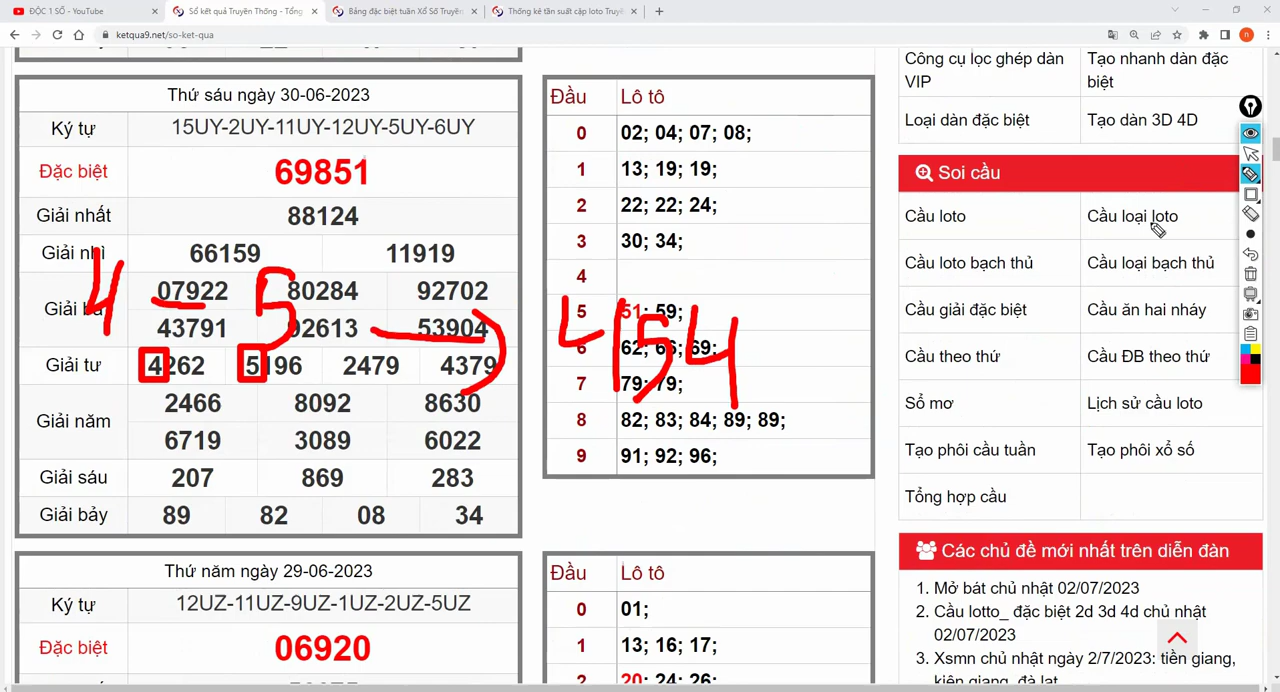 ĐỘC 1 SỐ - YouTube
Sổ kết quả Truyền Thống - Tổng
Bảng đặc biệt tuần Xổ Số Truyền
Thống kê tần suất cặp loto Truyền
ketqua9.net/so-ket-qua
Thứ sáu ngày 30-06-2023
Ký tự 15UY-2UY-11UY-12UY-5UY-6UY
Đặc biệt 69851
Giải nhất 88124
Giải nhì 66159 11919
Giải ba 07922 80284 92702
43791 92613 53904
Giải tư 4262 5196 2479 4379
Giải năm 2466 8092 8630
6719 3089 6022
Giải sáu 207 869 283
Giải bảy 89 82 08 34
4 5
Thứ năm ngày 29-06-2023
Ký tự 12UZ-11UZ-9UZ-1UZ-2UZ-5UZ
Đặc biệt 06920
Đầu Lô tô
0 02; 04; 07; 08;
1 13; 19; 19;
2 22; 22; 24;
3 30; 34;
4
5 51; 59;
6 62; 66; 69;
7 79; 79;
8 82; 83; 84; 89; 89;
9 91; 92; 96;
4 54
Đầu Lô tô
0 01;
1 13; 16; 17;
2 20; 24; 26;
Công cụ lọc ghép dàn VIP
Tạo nhanh dàn đặc biệt
Loại dàn đặc biệt
Tạo dàn 3D 4D
Soi cầu
Cầu loto Cầu loại loto
Cầu loto bạch thủ Cầu loại bạch thủ
Cầu giải đặc biệt Cầu ăn hai nháy
Cầu theo thứ Cầu ĐB theo thứ
Sổ mơ Lịch sử cầu loto
Tạo phôi cầu tuần Tạo phôi xổ số
Tổng hợp cầu
Các chủ đề mới nhất trên diễn đàn
1. Mở bát chủ nhật 02/07/2023
2. Cầu lotto_ đặc biệt 2d 3d 4d chủ nhật
02/07/2023
3. Xsmn chủ nhật ngày 2/7/2023: tiền giang,
kiên giang, đà lạt